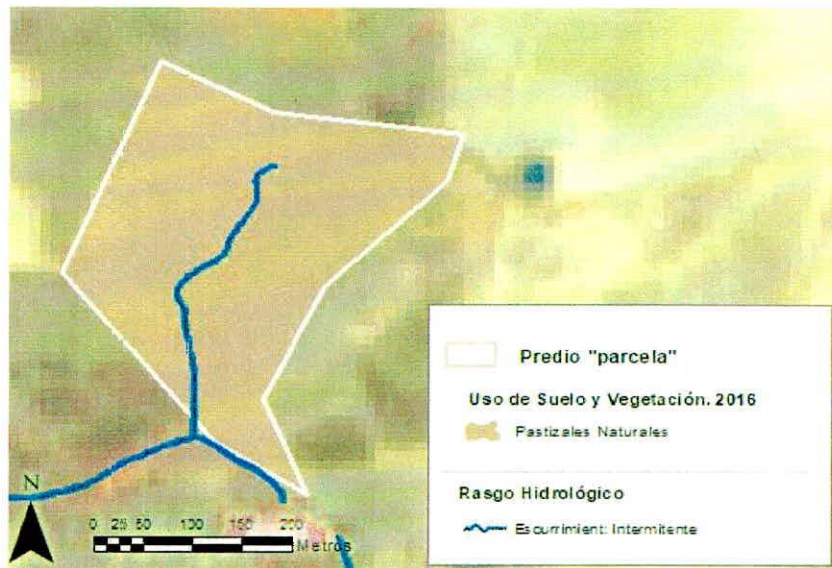 Predio "parcela"
Uso de Suelo y Vegetación. 2016
Pastizales Naturales
Rasgo Hidrológico
Escurrimient: Intermitente
N
0 25 50 100 150 200
Metros